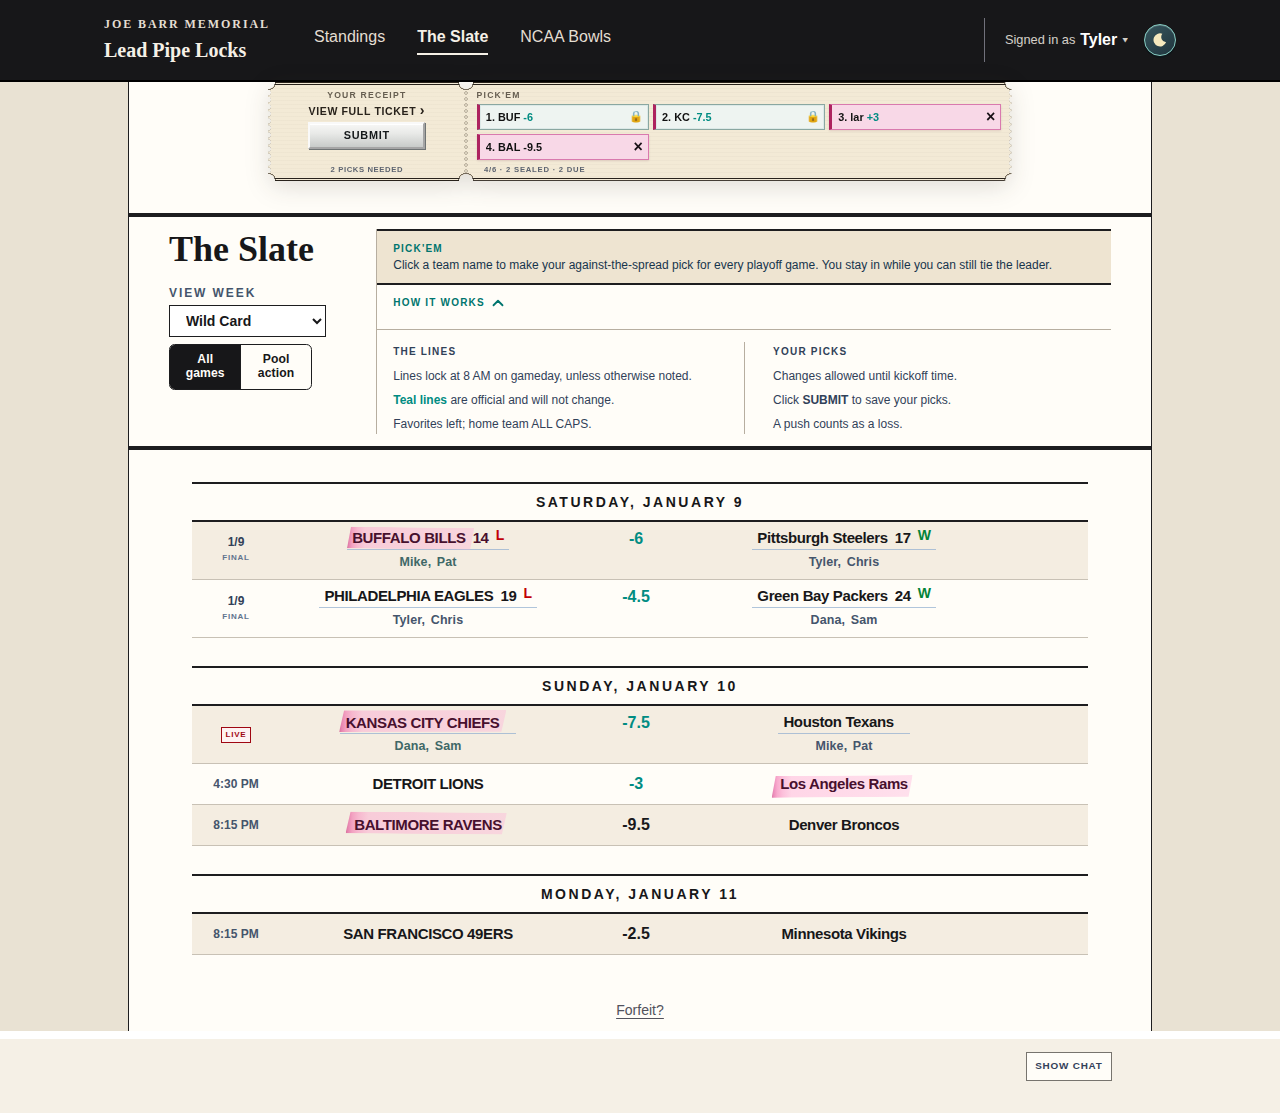 JOE BARR MEMORIAL
Lead Pipe Locks
Standings
The Slate
NCAA Bowls
Signed in as Tyler ▾
YOUR RECEIPT
VIEW FULL TICKET ›
SUBMIT
2 PICKS NEEDED
PICK'EM
1. BUF -6
2. KC -7.5
3. lar +3 ×
4. BAL -9.5 ×
4/6 · 2 SEALED · 2 DUE
The Slate
VIEW WEEK
Wild Card
All games
Pool action
PICK'EM
Click a team name to make your against-the-spread pick for every playoff game. You stay in while you can still tie the leader.
HOW IT WORKS
THE LINES
Lines lock at 8 AM on gameday, unless otherwise noted.
Teal lines are official and will not change.
Favorites left; home team ALL CAPS.
YOUR PICKS
Changes allowed until kickoff time.
Click SUBMIT to save your picks.
A push counts as a loss.
SATURDAY, JANUARY 9
1/9 FINAL
BUFFALO BILLS 14 L
Mike, Pat
-6
Pittsburgh Steelers 17 W
Tyler, Chris
1/9 FINAL
PHILADELPHIA EAGLES 19 L
Tyler, Chris
-4.5
Green Bay Packers 24 W
Dana, Sam
SUNDAY, JANUARY 10
LIVE
KANSAS CITY CHIEFS
Dana, Sam
-7.5
Houston Texans
Mike, Pat
4:30 PM DETROIT LIONS -3 Los Angeles Rams
8:15 PM BALTIMORE RAVENS -9.5 Denver Broncos
MONDAY, JANUARY 11
8:15 PM SAN FRANCISCO 49ERS -2.5 Minnesota Vikings
Forfeit?
SHOW CHAT